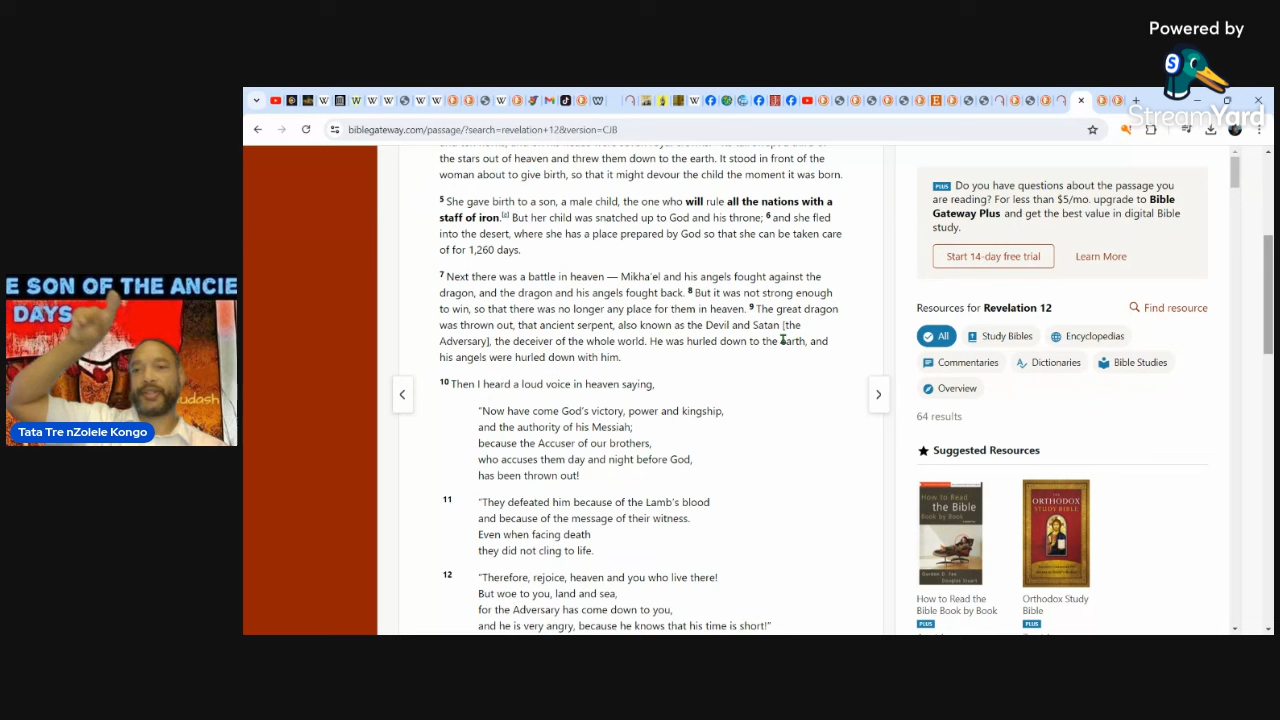 Powered by
S
StreamYard
biblegateway.com/passage/?search=revelation+12&version=CJB
the stars out of heaven and threw them down to the earth. It stood in front of the
woman about to give birth, so that it might devour the child the moment it was born.
5 She gave birth to a son, a male child, the one who will rule all the nations with a
staff of iron.[c] But her child was snatched up to God and his throne; 6 and she fled
into the desert, where she has a place prepared by God so that she can be taken care
of for 1,260 days.
7 Next there was a battle in heaven — Mikha'el and his angels fought against the
dragon, and the dragon and his angels fought back. 8 But it was not strong enough
to win, so that there was no longer any place for them in heaven. 9 The great dragon
was thrown out, that ancient serpent, also known as the Devil and Satan [the
Adversary], the deceiver of the whole world. He was hurled down to the earth, and
his angels were hurled down with him.
10 Then I heard a loud voice in heaven saying,
"Now have come God's victory, power and kingship,
and the authority of his Messiah;
because the Accuser of our brothers,
who accuses them day and night before God,
has been thrown out!
11 "They defeated him because of the Lamb's blood
and because of the message of their witness.
Even when facing death
they did not cling to life.
12 "Therefore, rejoice, heaven and you who live there!
But woe to you, land and sea,
for the Adversary has come down to you,
and he is very angry, because he knows that his time is short!"
PLUS Do you have questions about the passage you
are reading? For less than $5/mo. upgrade to Bible
Gateway Plus and get the best value in digital Bible
study.
Start 14-day free trial Learn More
Resources for Revelation 12 Find resource
All Study Bibles Encyclopedias
Commentaries Dictionaries Bible Studies
Overview
64 results
Suggested Resources
How to Read
the Bible
Book by Book
THE
ORTHODOX
STUDY BIBLE
How to Read the
Bible Book by Book
PLUS
Orthodox Study
Bible
PLUS
E SON OF THE ANCIE
DAYS
udash
Tata Tre nZolele Kongo